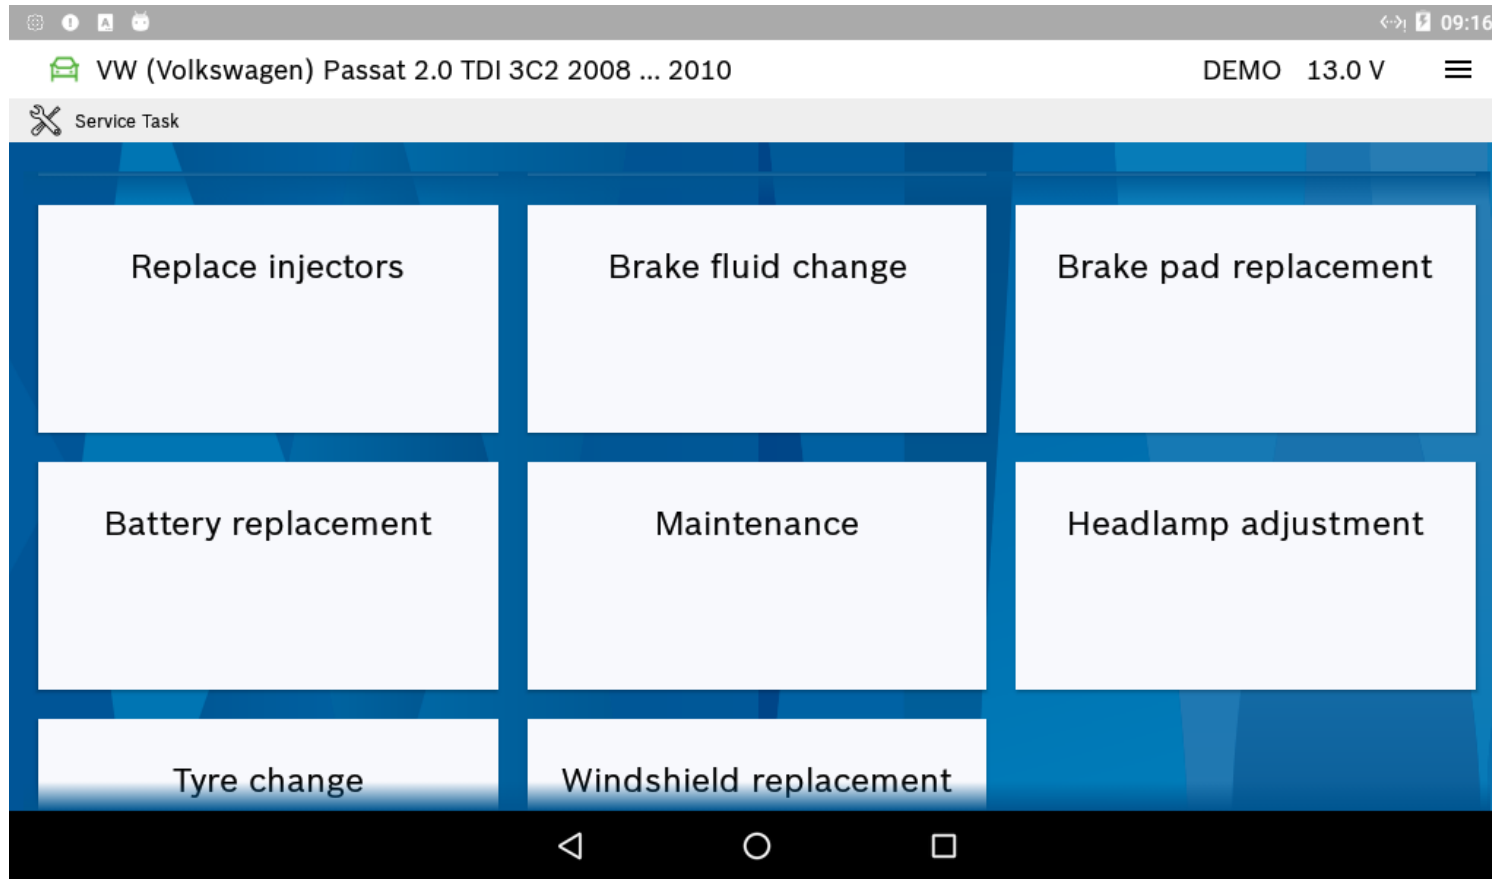 09:16
VW (Volkswagen) Passat 2.0 TDI 3C2 2008 ... 2010 DEMO 13.0 V
Service Task
Replace injectors Brake fluid change Brake pad replacement
Battery replacement Maintenance Headlamp adjustment
Tyre change Windshield replacement